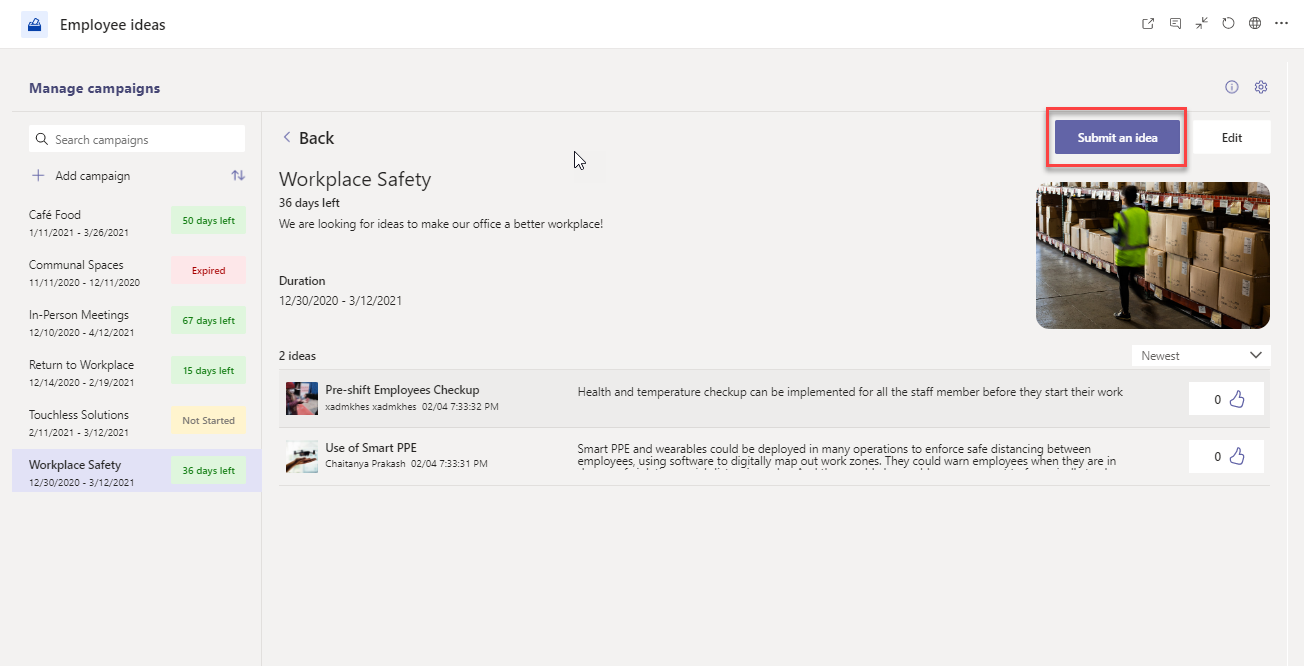 Employee ideas
Manage campaigns
Search campaigns
Add campaign
Café Food
1/11/2021 - 3/26/2021
50 days left
Communal Spaces
11/11/2020 - 12/11/2020
Expired
In-Person Meetings
12/10/2020 - 4/12/2021
67 days left
Return to Workplace
12/14/2020 - 2/19/2021
15 days left
Touchless Solutions
2/11/2021 - 3/12/2021
Not Started
Workplace Safety
12/30/2020 - 3/12/2021
36 days left
Back
Submit an idea
Edit
Workplace Safety
36 days left
We are looking for ideas to make our office a better workplace!
Duration
12/30/2020 - 3/12/2021
2 ideas
Newest
Pre-shift Employees Checkup
xadmkhes xadmkhes 02/04 7:33:32 PM
Health and temperature checkup can be implemented for all the staff member before they start their work
0
Use of Smart PPE
Chaitanya Prakash 02/04 7:33:31 PM
Smart PPE and wearables could be deployed in many operations to enforce safe distancing between
employees, using software to digitally map out work zones. They could warn employees when they are in
0